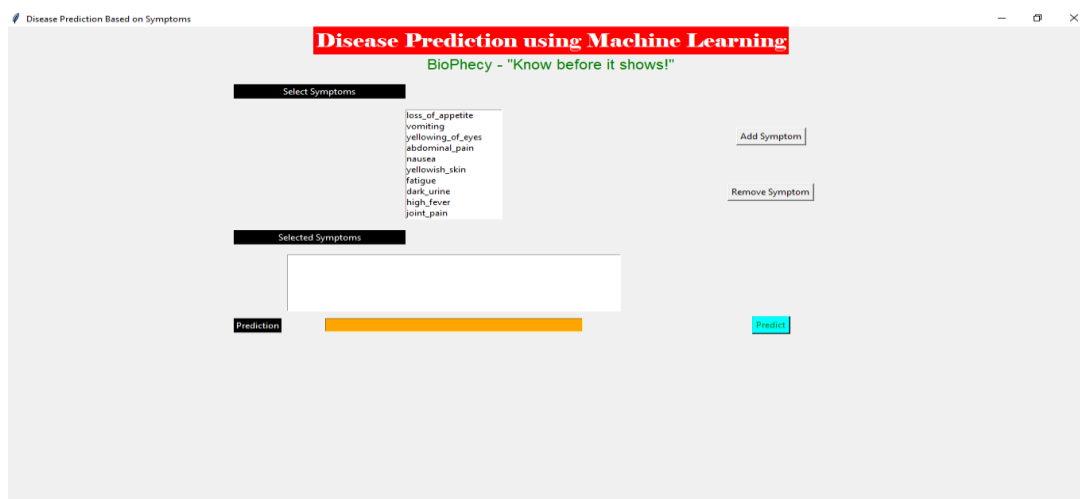 Disease Prediction Based on Symptoms
Disease Prediction using Machine Learning
BioPhecy - "Know before it shows!"
Select Symptoms
loss_of_appetite
vomiting
yellowing_of_eyes
abdominal_pain
nausea
yellowish_skin
fatigue
dark_urine
high_fever
joint_pain
Add Symptom
Remove Symptom
Selected Symptoms
Prediction
Predict